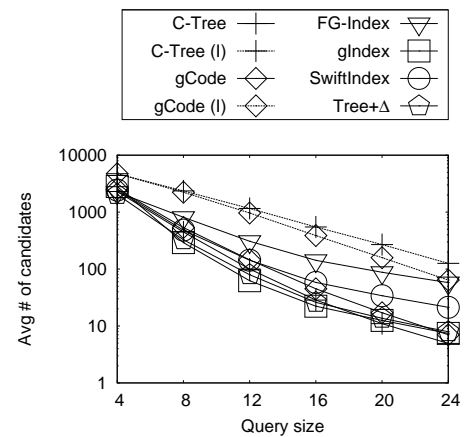 C-Tree
C-Tree (I)
gCode
gCode (I)
FG-Index
gIndex
SwiftIndex
Tree+Δ
Avg # of candidates
10000
1000
100
10
1
4 8 12 16 20 24
Query size